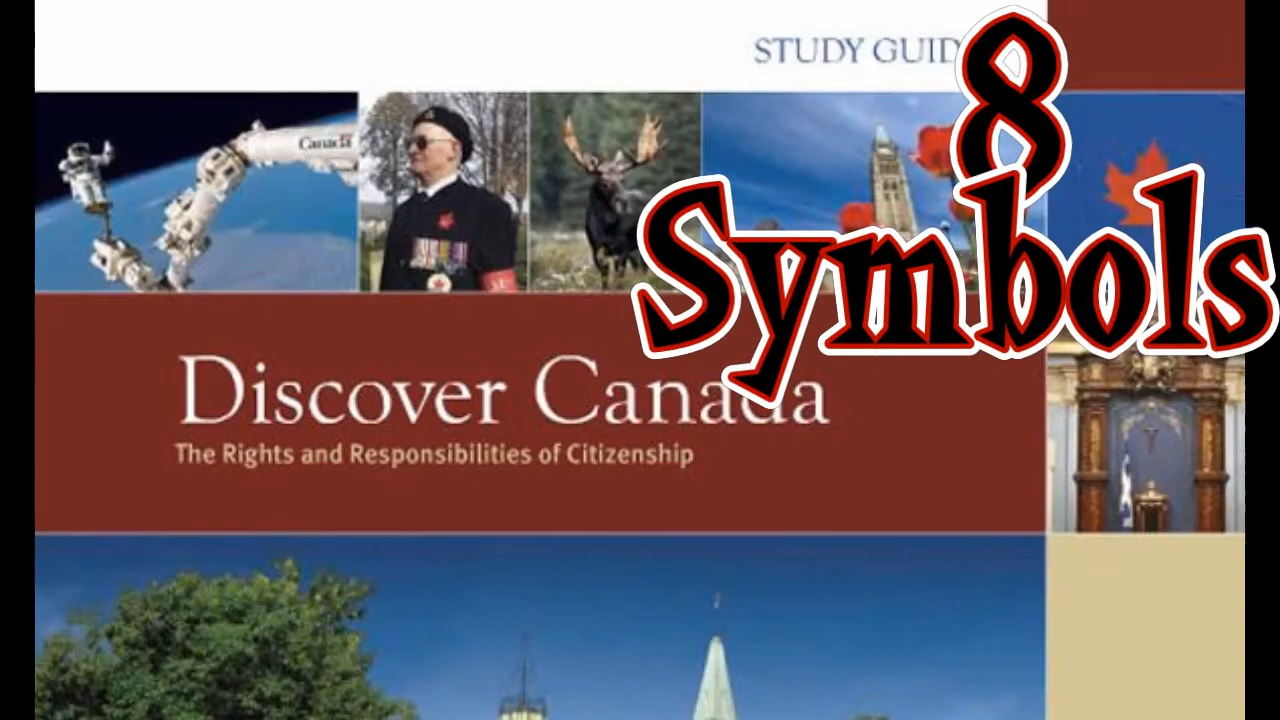 STUDY GUID
8
Symbols
Canada
Discover Canada
The Rights and Responsibilities of Citizenship